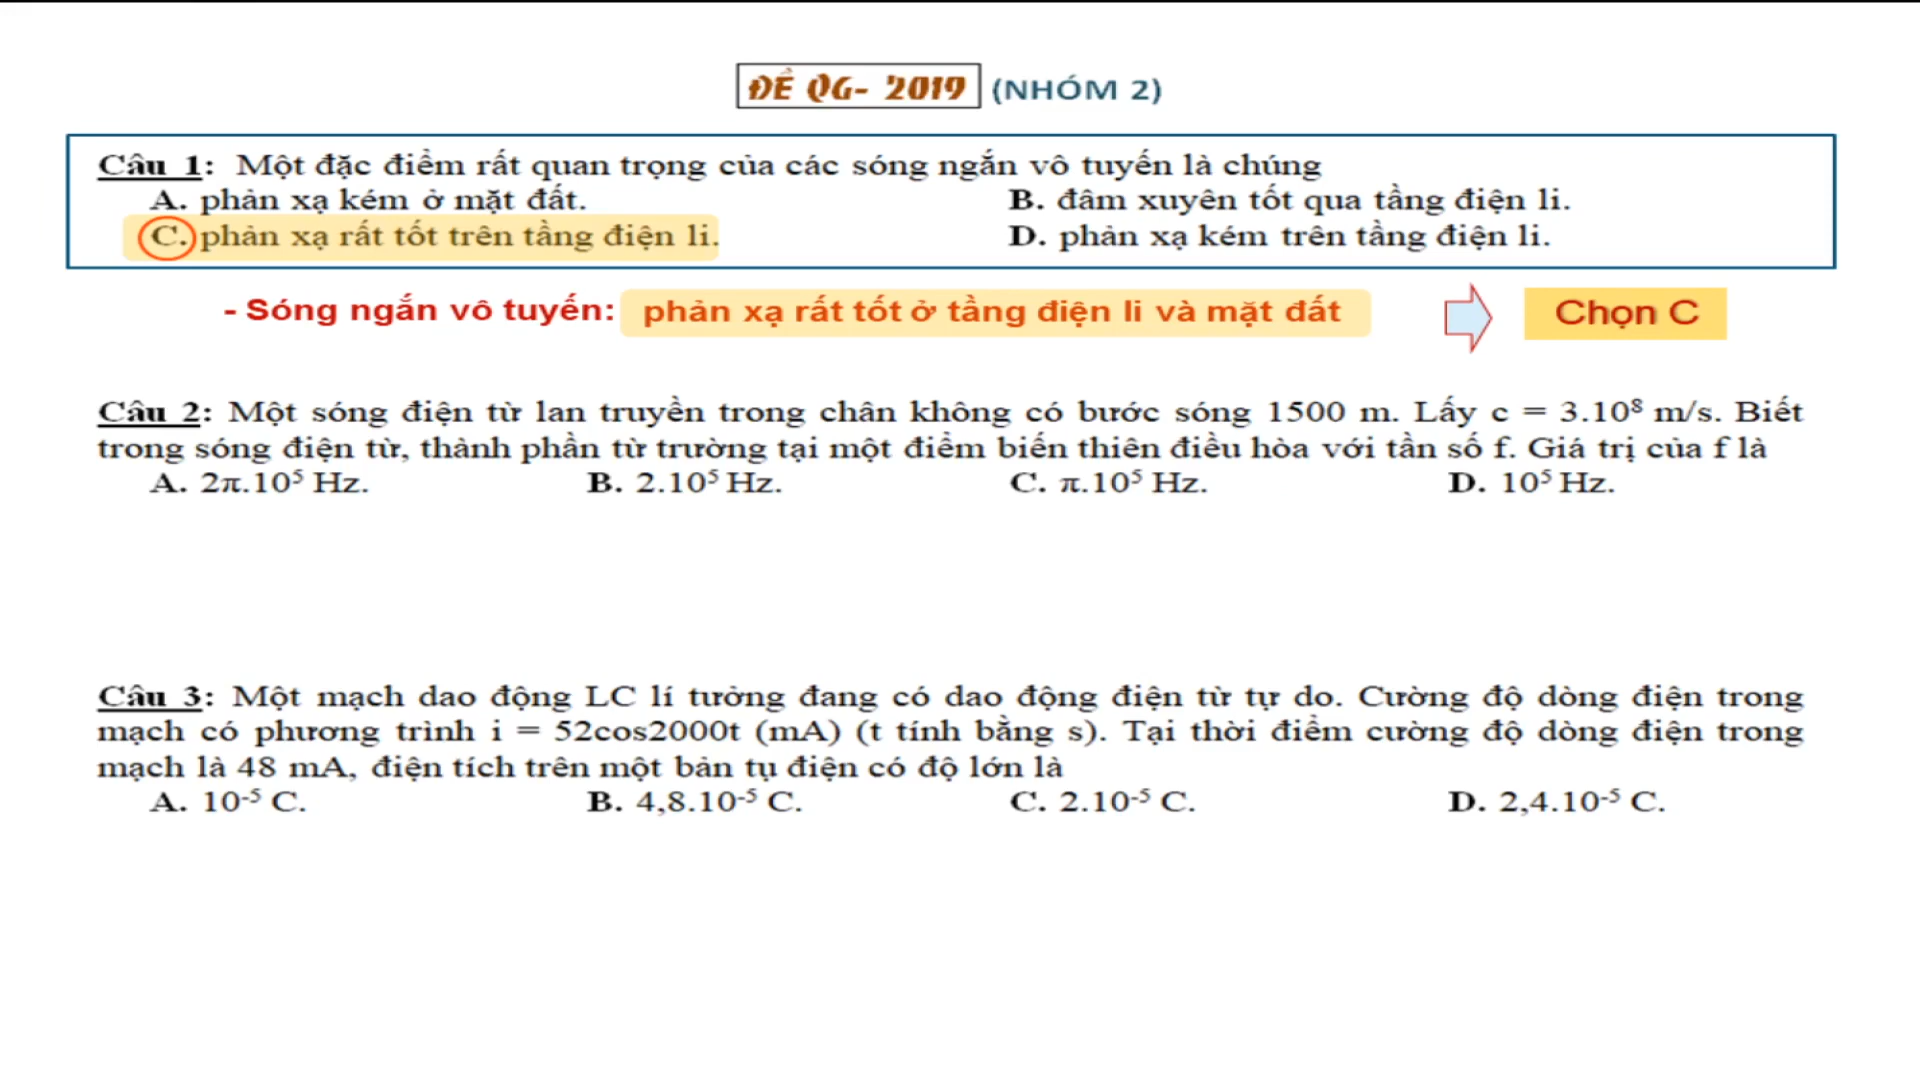 ĐỀ QG- 2019 (NHÓM 2)
Câu 1: Một đặc điểm rất quan trọng của các sóng ngắn vô tuyến là chúng
A. phản xạ kém ở mặt đất. B. đâm xuyên tốt qua tầng điện li.
C. phản xạ rất tốt trên tầng điện li. D. phản xạ kém trên tầng điện li.
- Sóng ngắn vô tuyến: phản xạ rất tốt ở tầng điện li và mặt đất Chọn C
Câu 2: Một sóng điện từ lan truyền trong chân không có bước sóng 1500 m. Lấy c = 3.10⁸ m/s. Biết
trong sóng điện từ, thành phần từ trường tại một điểm biến thiên điều hòa với tần số f. Giá trị của f là
A. 2π.10⁵ Hz. B. 2.10⁵ Hz. C. π.10⁵ Hz. D. 10⁵ Hz.
Câu 3: Một mạch dao động LC lí tưởng đang có dao động điện từ tự do. Cường độ dòng điện trong
mạch có phương trình i = 52cos2000t (mA) (t tính bằng s). Tại thời điểm cường độ dòng điện trong
mạch là 48 mA, điện tích trên một bản tụ điện có độ lớn là
A. 10⁻⁵ C. B. 4,8.10⁻⁵ C. C. 2.10⁻⁵ C. D. 2,4.10⁻⁵ C.